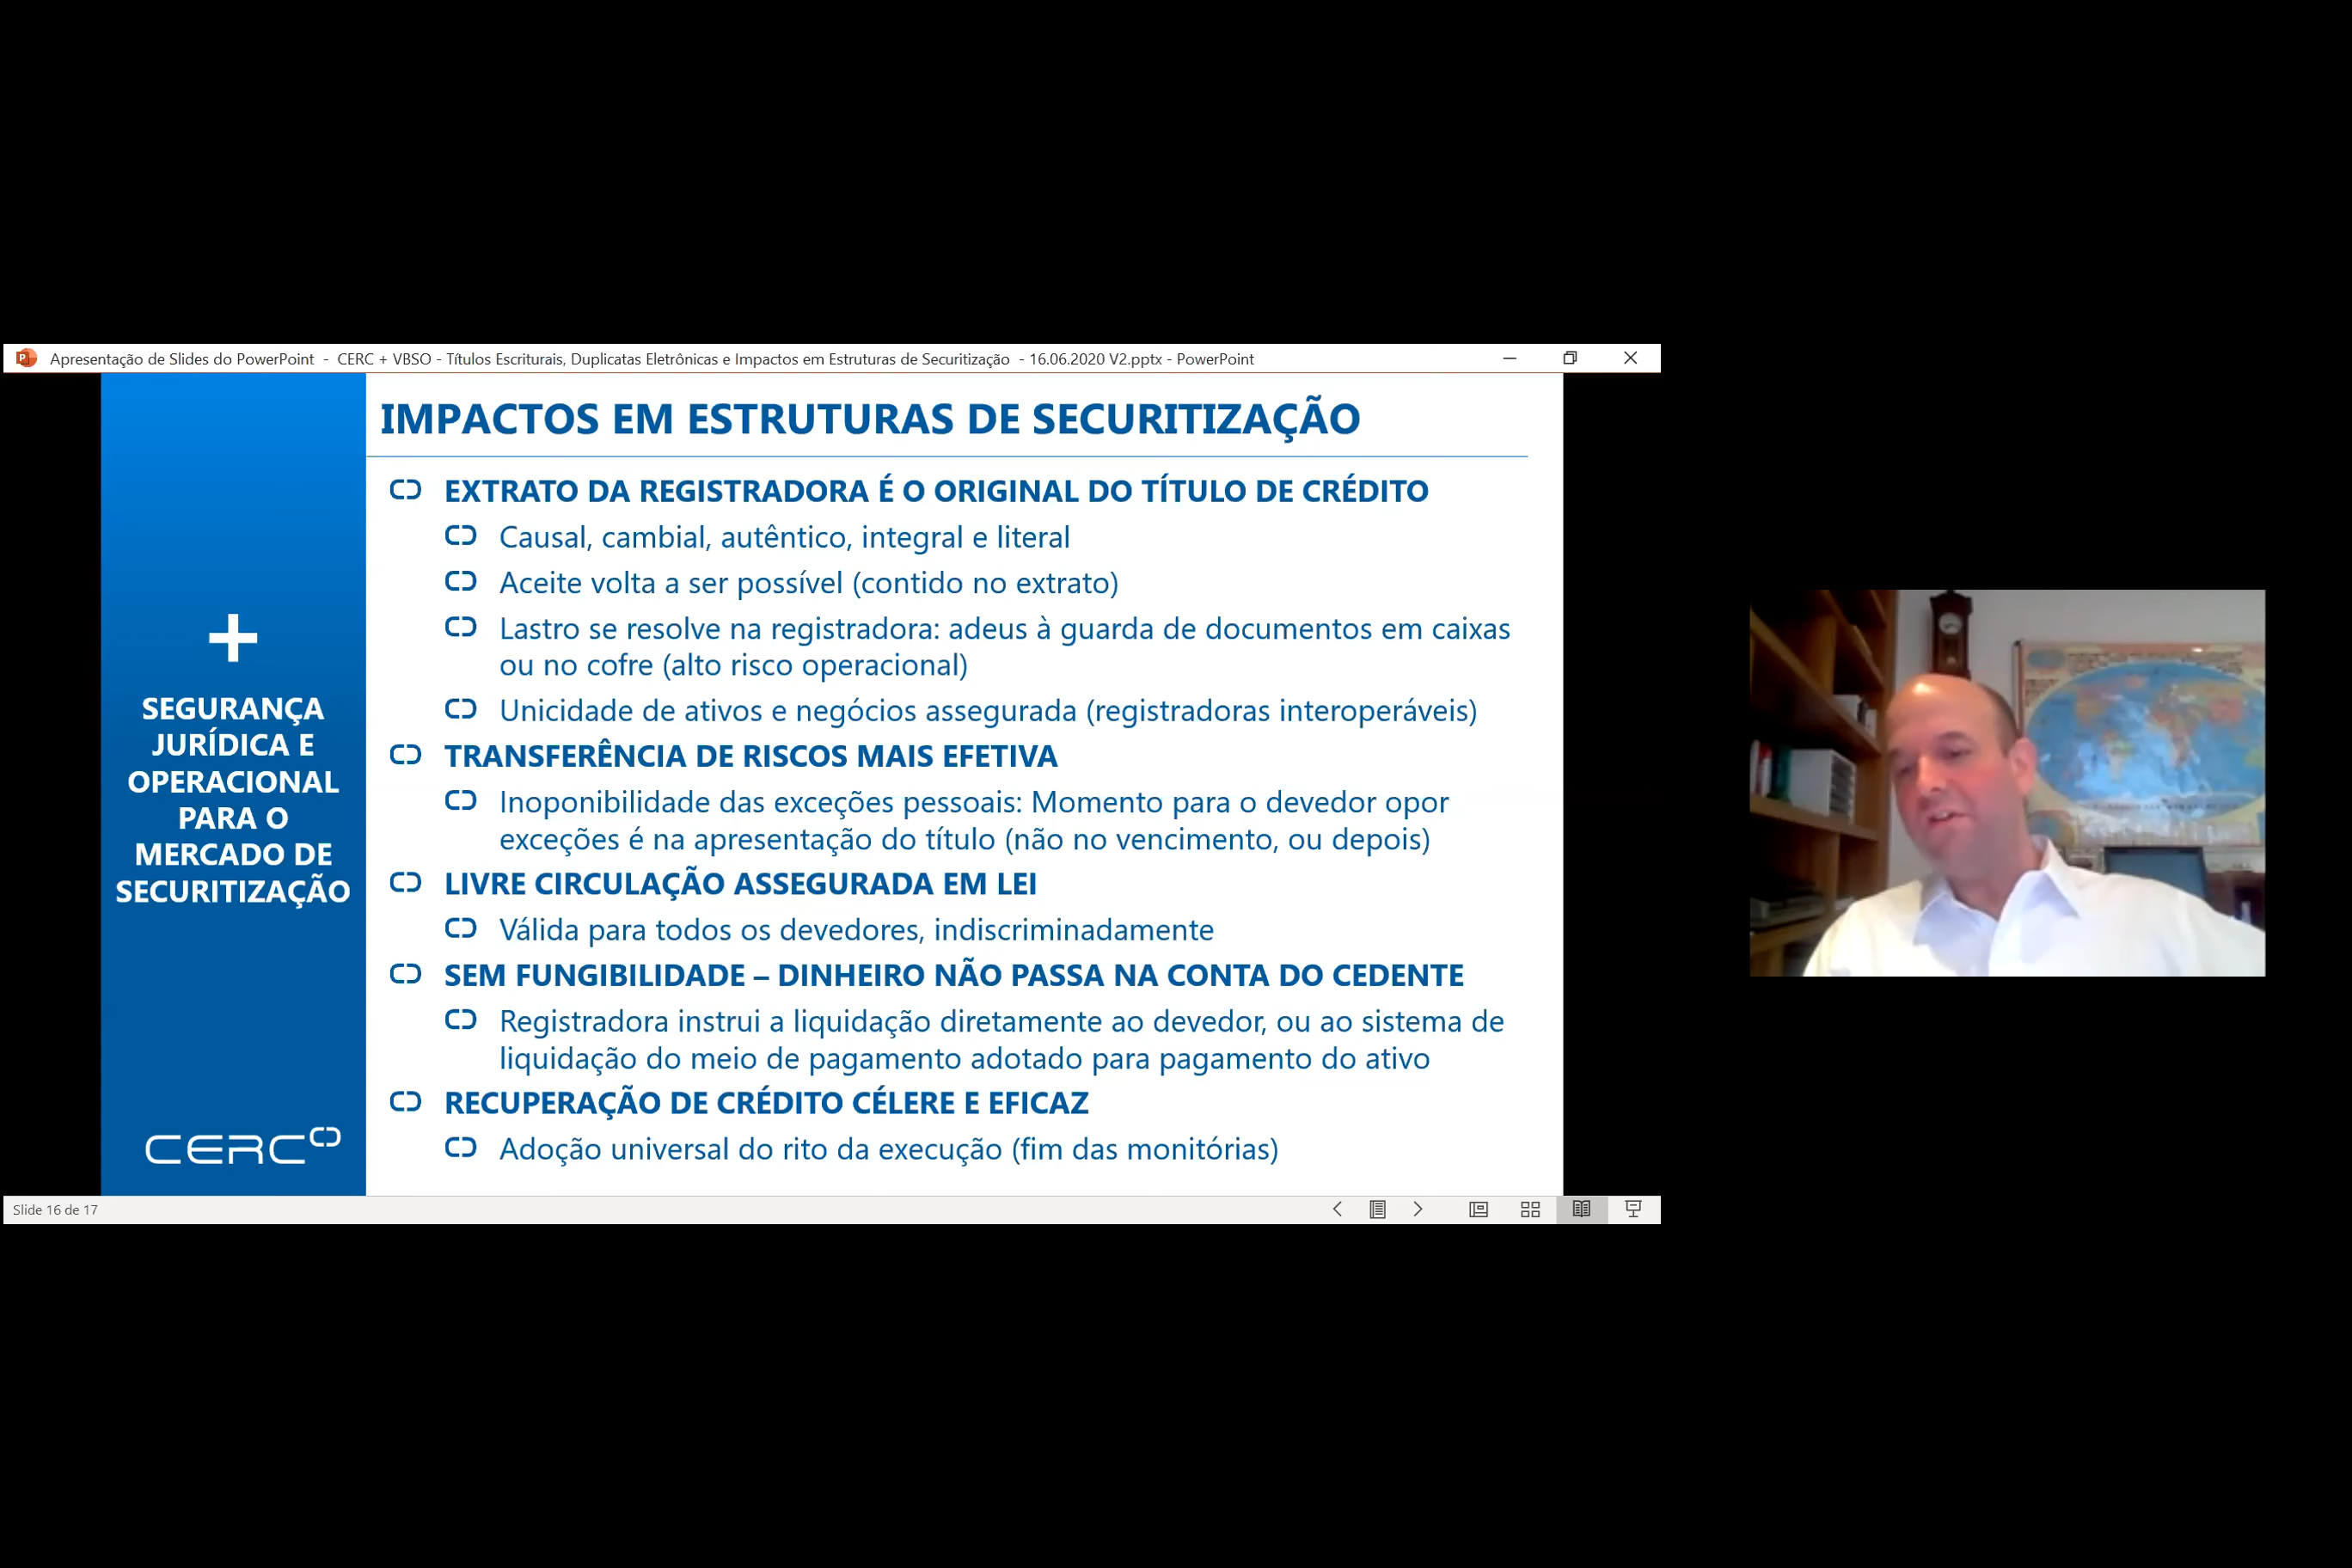 Apresentação de Slides do PowerPoint - CERC + VBSO - Títulos Escriturais, Duplicatas Eletrônicas e Impactos em Estruturas de Securitização - 16.06.2020 V2.pptx - PowerPoint
IMPACTOS EM ESTRUTURAS DE SECURITIZAÇÃO
EXTRATO DA REGISTRADORA É O ORIGINAL DO TÍTULO DE CRÉDITO
Causal, cambial, autêntico, integral e literal
Aceite volta a ser possível (contido no extrato)
Lastro se resolve na registradora: adeus à guarda de documentos em caixas
ou no cofre (alto risco operacional)
Unicidade de ativos e negócios assegurada (registradoras interoperáveis)
TRANSFERÊNCIA DE RISCOS MAIS EFETIVA
Inoponibilidade das exceções pessoais: Momento para o devedor opor
exceções é na apresentação do título (não no vencimento, ou depois)
LIVRE CIRCULAÇÃO ASSEGURADA EM LEI
Válida para todos os devedores, indiscriminadamente
SEM FUNGIBILIDADE – DINHEIRO NÃO PASSA NA CONTA DO CEDENTE
Registradora instrui a liquidação diretamente ao devedor, ou ao sistema de
liquidação do meio de pagamento adotado para pagamento do ativo
RECUPERAÇÃO DE CRÉDITO CÉLERE E EFICAZ
Adoção universal do rito da execução (fim das monitórias)
+
SEGURANÇA
JURÍDICA E
OPERACIONAL
PARA O
MERCADO DE
SECURITIZAÇÃO
CERC
Slide 16 de 17